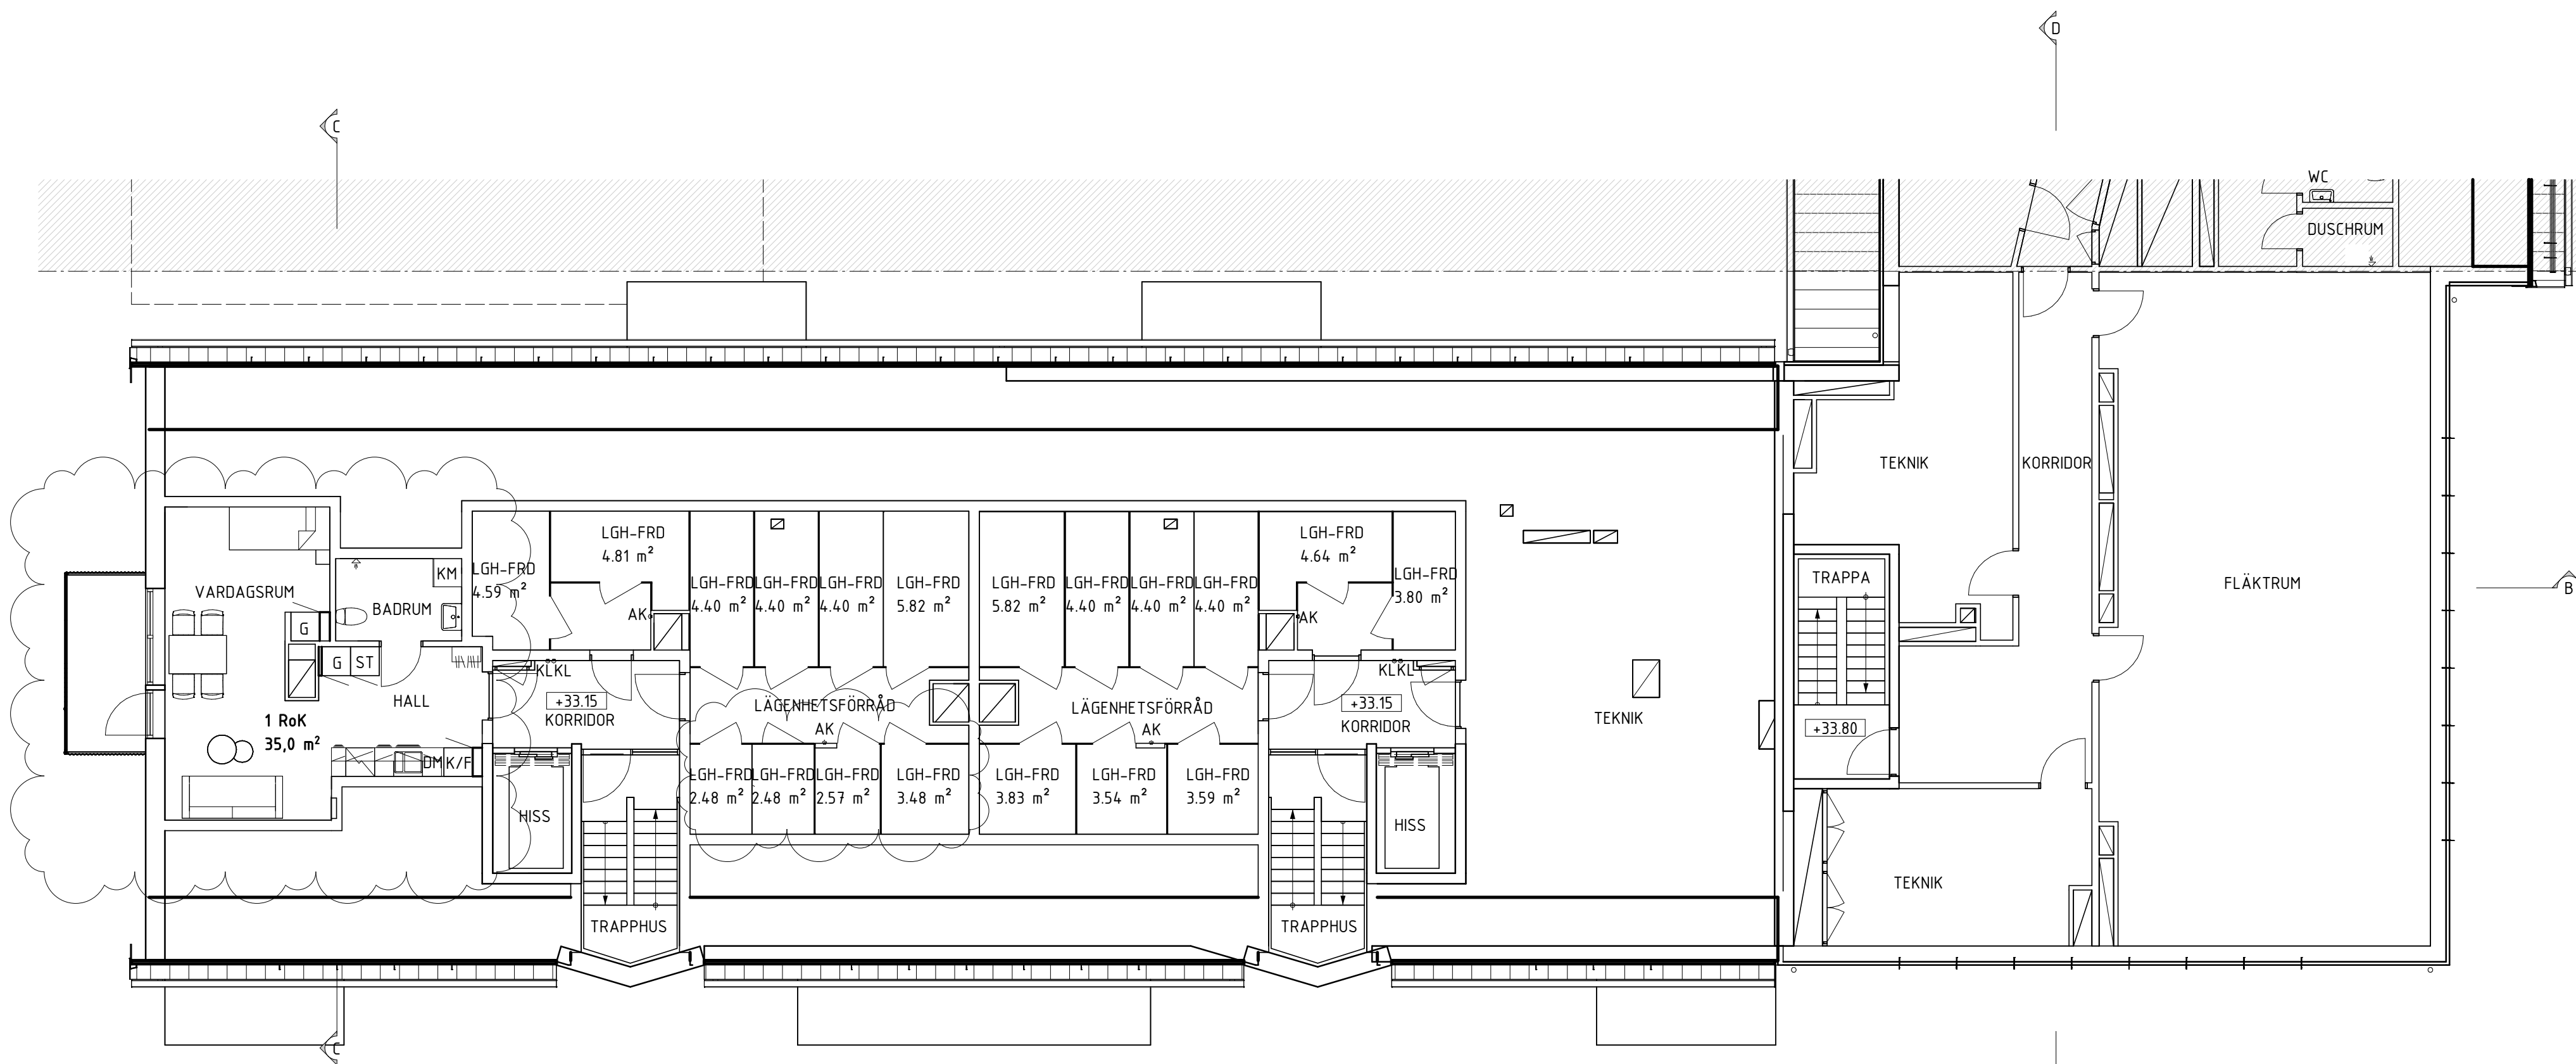 D
C
WC
DUSCHRUM
TEKNIK
KORRIDOR
LGH-FRD
4.81 m²
LGH-FRD
4.64 m²
KM
LGH-FRD
4.59 m²
LGH-FRD
4.40 m²
LGH-FRD
4.40 m²
LGH-FRD
4.40 m²
LGH-FRD
5.82 m²
LGH-FRD
5.82 m²
LGH-FRD
4.40 m²
LGH-FRD
4.40 m²
LGH-FRD
4.40 m²
LGH-FRD
3.80 m²
TRAPPA
FLÄKTRUM
B
VARDAGSRUM
BADRUM
AK
AK
G
G
ST
KLKL
KLKL
HALL
+33.15
KORRIDOR
LÄGENHETSFÖRRÅD
AK
LÄGENHETSFÖRRÅD
AK
+33.15
KORRIDOR
TEKNIK
+33.80
1 RoK
35,0 m²
DM
K/F
LGH-FRD
2.48 m²
LGH-FRD
2.48 m²
LGH-FRD
2.57 m²
LGH-FRD
3.48 m²
LGH-FRD
3.83 m²
LGH-FRD
3.54 m²
LGH-FRD
3.59 m²
HISS
HISS
TEKNIK
TRAPPHUS
TRAPPHUS
C